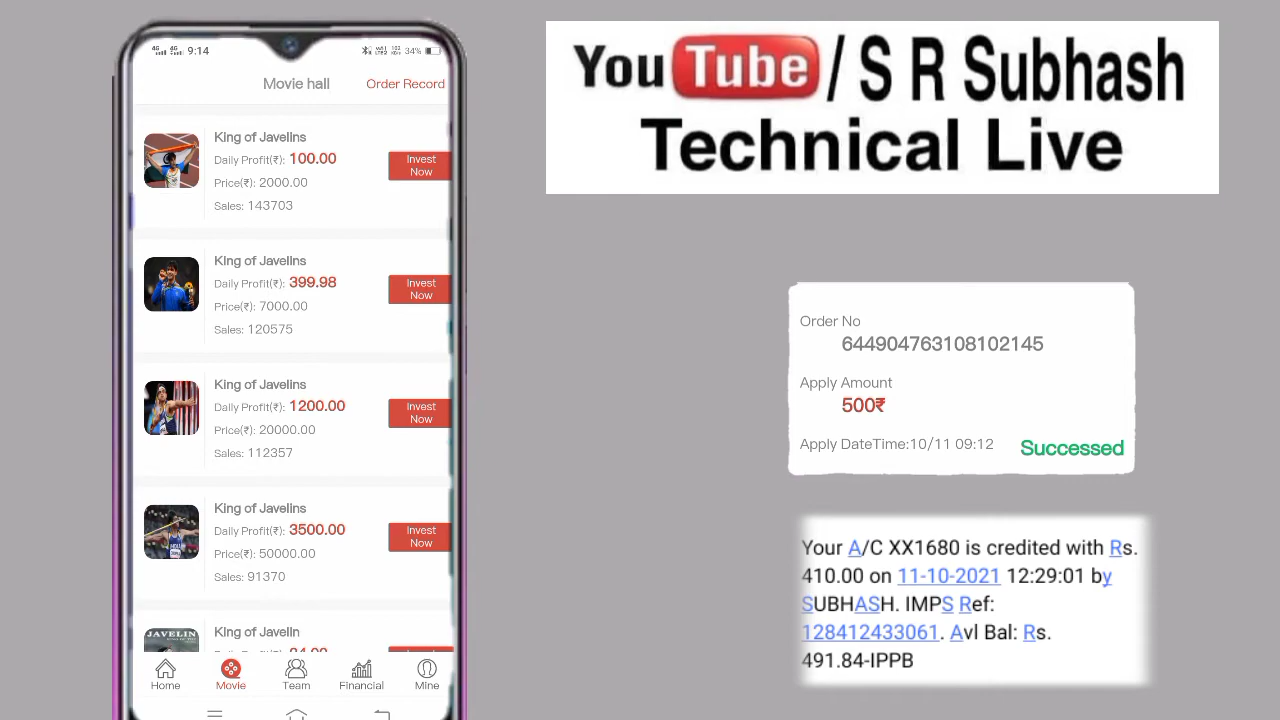 4G 4G 9:14 34%
Movie hall Order Record
King of Javelins
Daily Profit(₹): 100.00
Price(₹): 2000.00
Sales: 143703
Invest
Now
King of Javelins
Daily Profit(₹): 399.98
Price(₹): 7000.00
Sales: 120575
Invest
Now
King of Javelins
Daily Profit(₹): 1200.00
Price(₹): 20000.00
Sales: 112357
Invest
Now
King of Javelins
Daily Profit(₹): 3500.00
Price(₹): 50000.00
Sales: 91370
Invest
Now
JAVELIN
King of Javelin
Home Movie Team Financial Mine
YouTube / S R Subhash
Technical Live
Order No
644904763108102145
Apply Amount
500₹
Apply DateTime:10/11 09:12 Successed
Your A/C XX1680 is credited with Rs.
410.00 on 11-10-2021 12:29:01 by
SUBHASH. IMPS Ref:
128412433061. Avl Bal: Rs.
491.84-IPPB